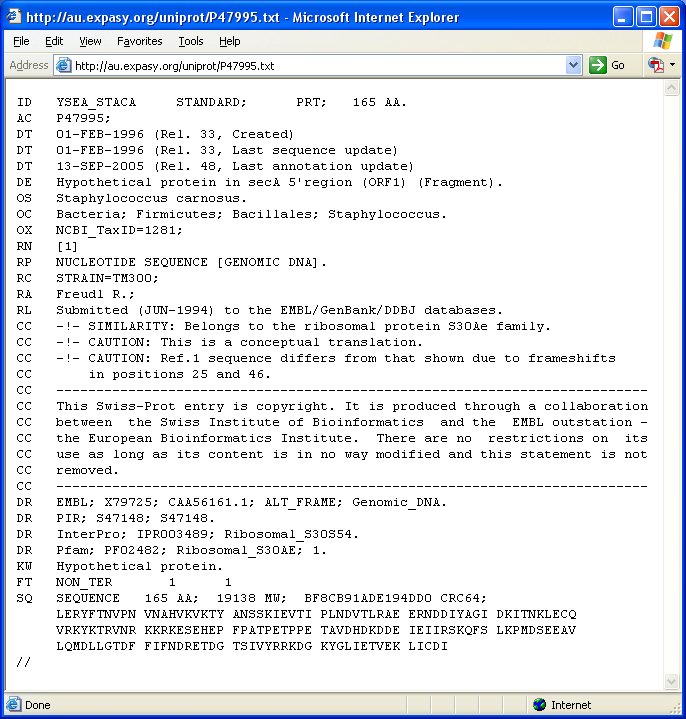 http://au.expasy.org/uniprot/P47995.txt - Microsoft Internet Explorer
File Edit View Favorites Tools Help
Address http://au.expasy.org/uniprot/P47995.txt Go
ID   YSEA_STACA     STANDARD;      PRT;   165 AA.
AC   P47995;
DT   01-FEB-1996 (Rel. 33, Created)
DT   01-FEB-1996 (Rel. 33, Last sequence update)
DT   13-SEP-2005 (Rel. 48, Last annotation update)
DE   Hypothetical protein in secA 5'region (ORF1) (Fragment).
OS   Staphylococcus carnosus.
OC   Bacteria; Firmicutes; Bacillales; Staphylococcus.
OX   NCBI_TaxID=1281;
RN   [1]
RP   NUCLEOTIDE SEQUENCE [GENOMIC DNA].
RC   STRAIN=TM300;
RA   Freudl R.;
RL   Submitted (JUN-1994) to the EMBL/GenBank/DDBJ databases.
CC   -!- SIMILARITY: Belongs to the ribosomal protein S30Ae family.
CC   -!- CAUTION: This is a conceptual translation.
CC   -!- CAUTION: Ref.1 sequence differs from that shown due to frameshifts
CC       in positions 25 and 46.
CC   --------------------------------------------------------------------------
CC   This Swiss-Prot entry is copyright. It is produced through a collaboration
CC   between  the Swiss Institute of Bioinformatics  and the  EMBL outstation -
CC   the European Bioinformatics Institute.  There are no  restrictions on  its
CC   use as long as its content is in no way modified and this statement is not
CC   removed.
CC   --------------------------------------------------------------------------
DR   EMBL; X79725; CAA56161.1; ALT_FRAME; Genomic_DNA.
DR   PIR; S47148; S47148.
DR   InterPro; IPR003489; Ribosomal_S30S54.
DR   Pfam; PF02482; Ribosomal_S30AE; 1.
KW   Hypothetical protein.
FT   NON_TER       1      1
SQ   SEQUENCE   165 AA;  19138 MW;  BF8CB91ADE194DD0 CRC64;
     LERYFTNVPN VNAHVKVKTY ANSSKIEVTI PLNDVTLRAE ERNDDIYAGI DKITNKLECQ
     VRKYKTRVNR KKRKESEHEP FPATPETPPE TAVDHDKDDE IEIIRSKQFS LKPMDSEEAV
     LQMDLLGTDF FIFNDRETDG TSIVYRRKDG KYGLIETVEK LICDI
//
Done Internet